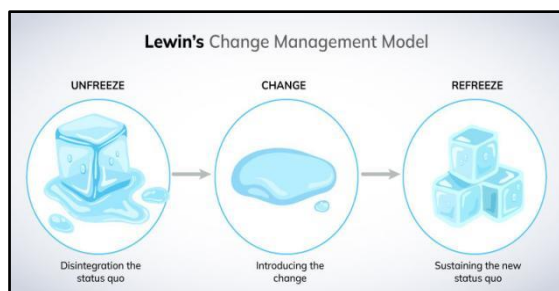 Lewin's Change Management Model
UNFREEZE
CHANGE
REFREEZE
Disintegration the
status quo
Introducing the
change
Sustaining the new
status quo